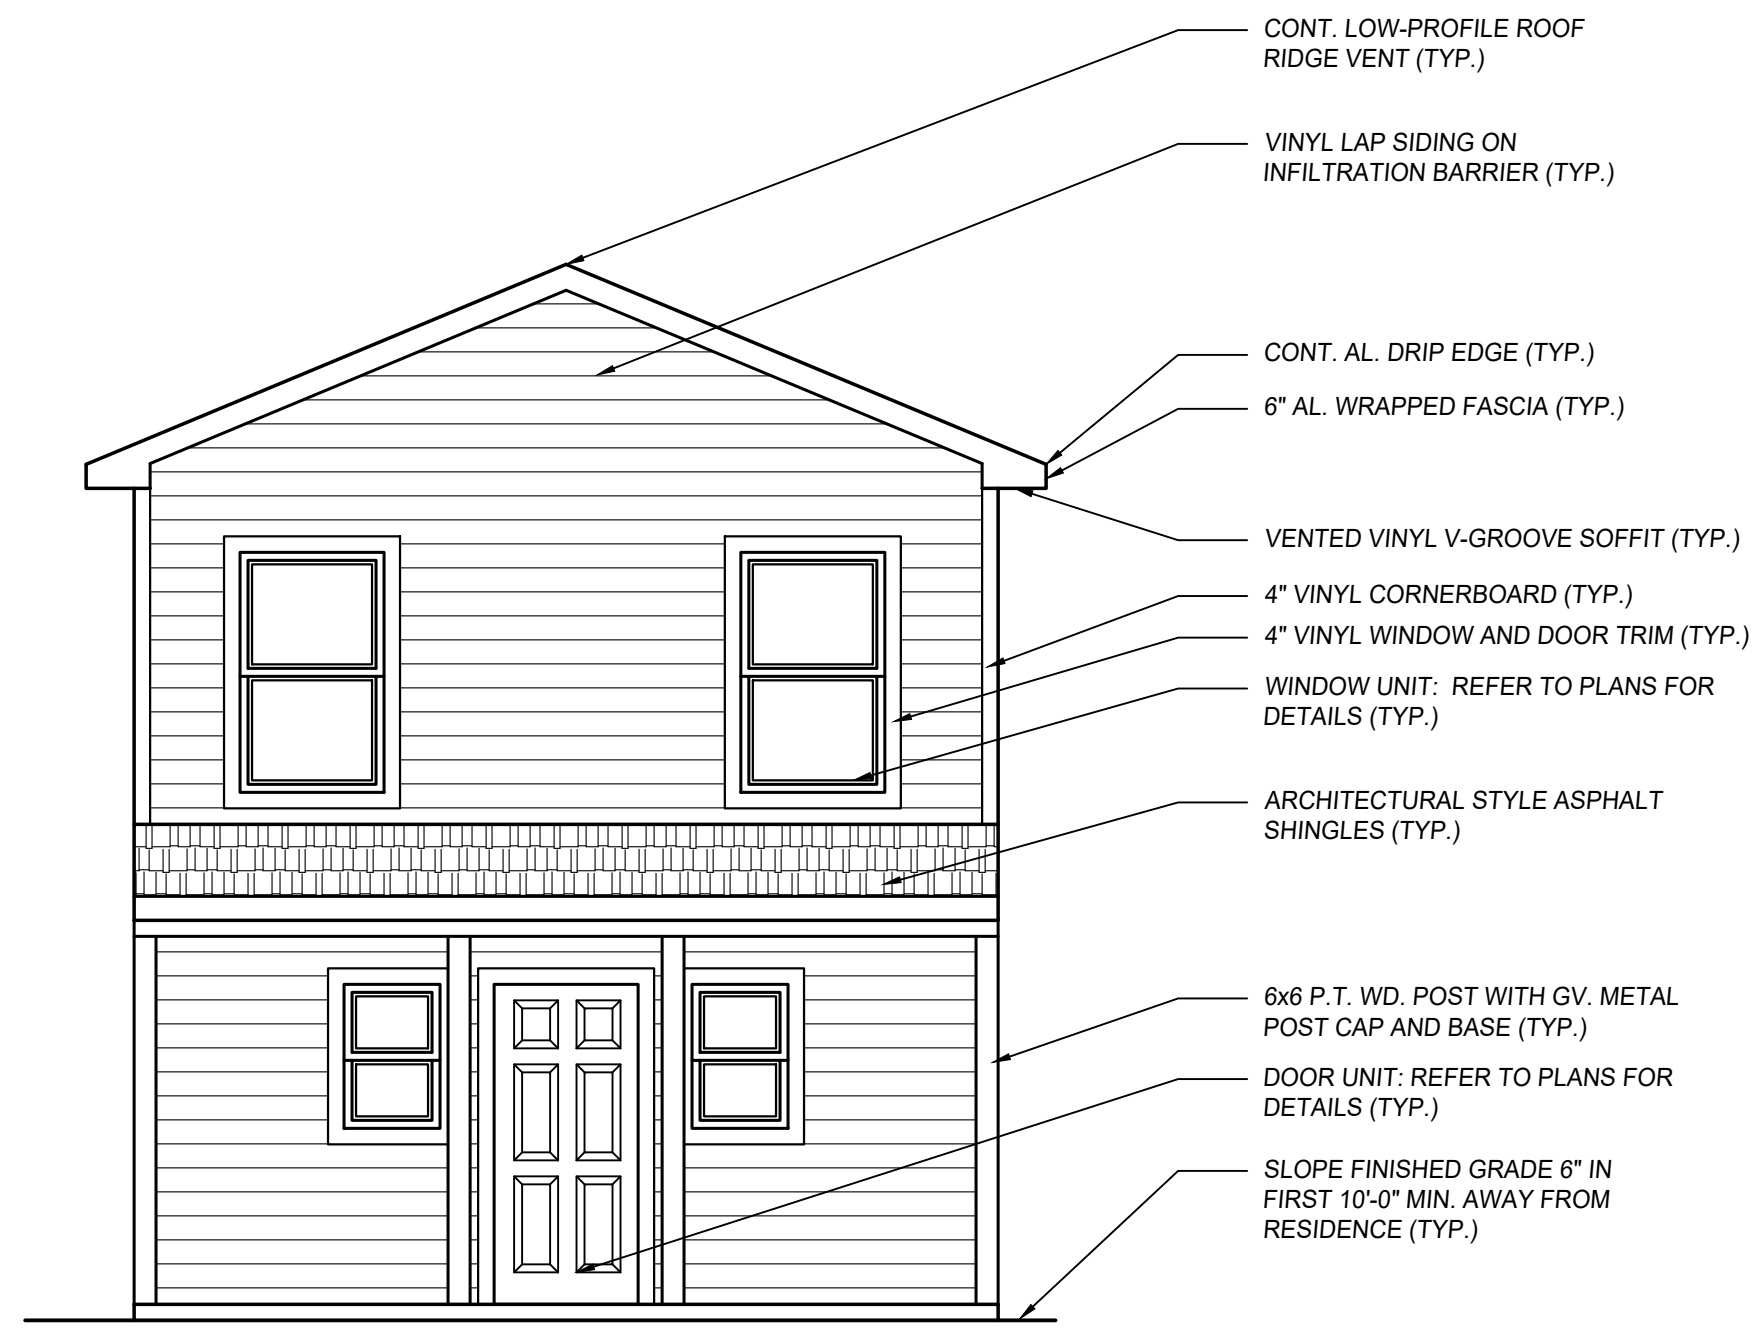 CONT. LOW-PROFILE ROOF
RIDGE VENT (TYP.)
VINYL LAP SIDING ON
INFILTRATION BARRIER (TYP.)
CONT. AL. DRIP EDGE (TYP.)
6" AL. WRAPPED FASCIA (TYP.)
VENTED VINYL V-GROOVE SOFFIT (TYP.)
4" VINYL CORNERBOARD (TYP.)
4" VINYL WINDOW AND DOOR TRIM (TYP.)
WINDOW UNIT:  REFER TO PLANS FOR
DETAILS (TYP.)
ARCHITECTURAL STYLE ASPHALT
SHINGLES (TYP.)
6x6 P.T. WD. POST WITH GV. METAL
POST CAP AND BASE (TYP.)
DOOR UNIT: REFER TO PLANS FOR
DETAILS (TYP.)
SLOPE FINISHED GRADE 6" IN
FIRST 10'-0" MIN. AWAY FROM
RESIDENCE (TYP.)